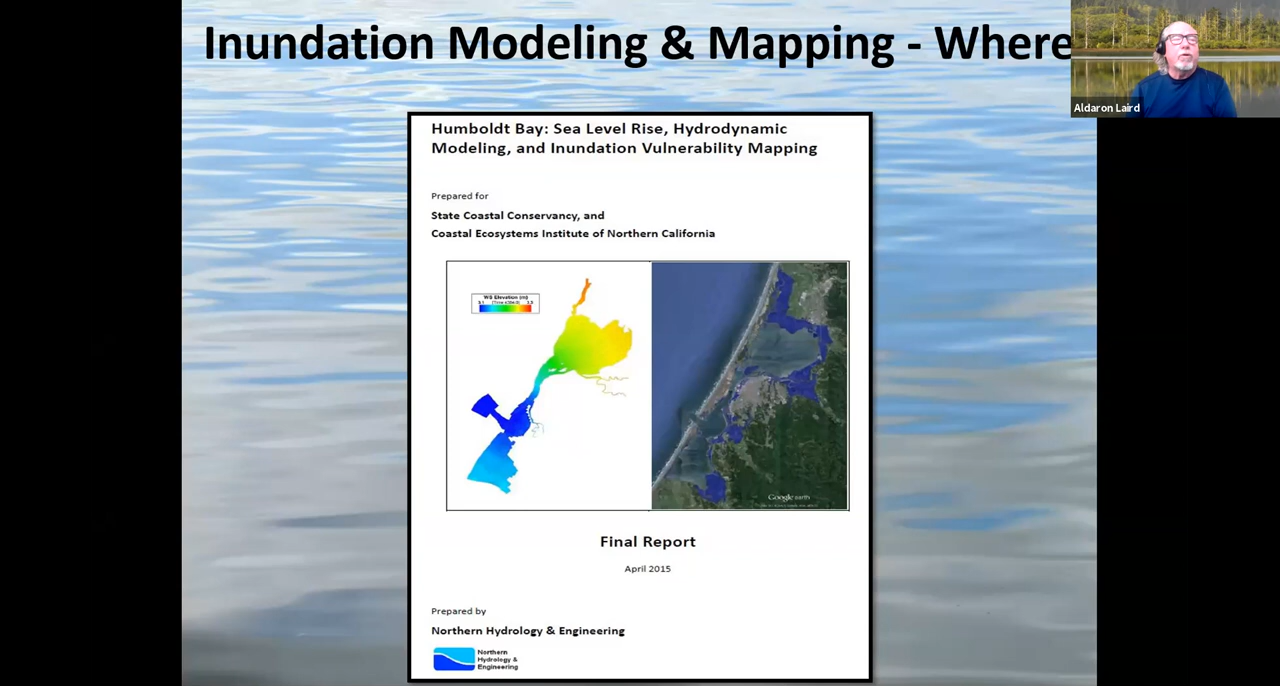 Inundation Modeling & Mapping - Where
Aldaron Laird
Humboldt Bay: Sea Level Rise, Hydrodynamic
Modeling, and Inundation Vulnerability Mapping
Prepared for
State Coastal Conservancy, and
Coastal Ecosystems Institute of Northern California
WS Elevation (m)
Google earth
Final Report
April 2015
Prepared by
Northern Hydrology & Engineering
Northern
Hydrology &
Engineering